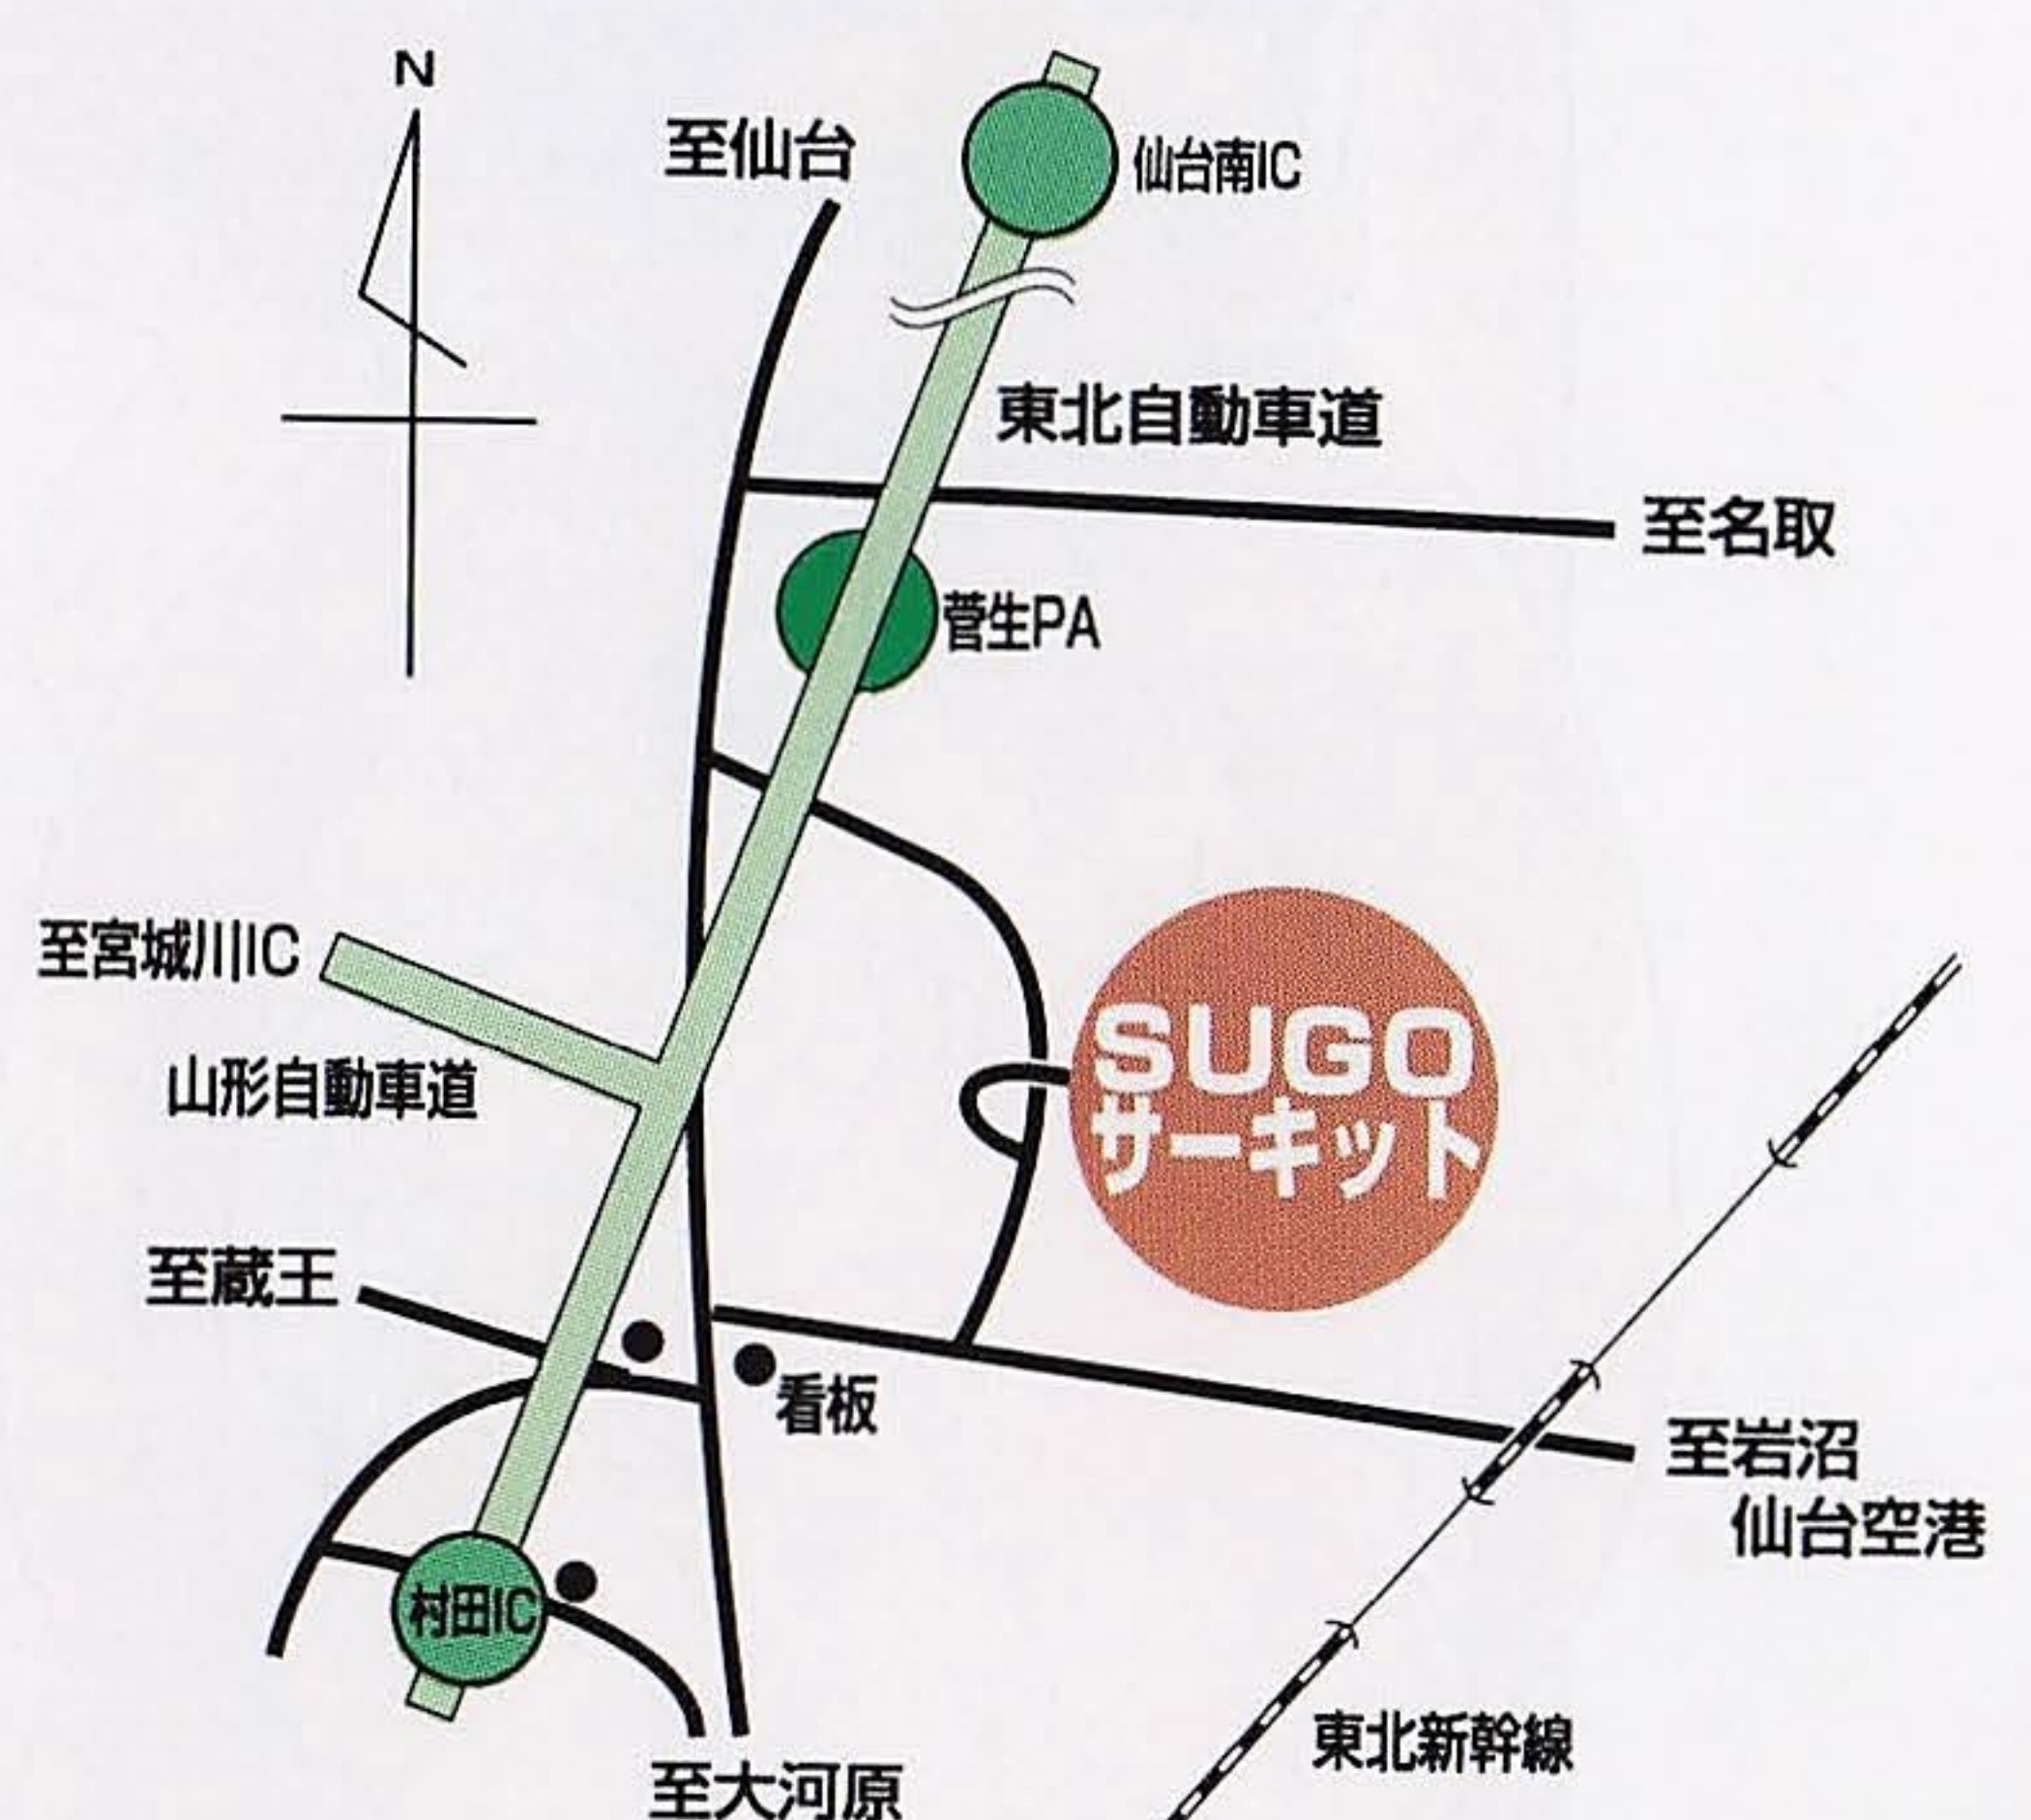 N
至仙台
仙台南IC
東北自動車道
至名取
菅生PA
至宮城川IC
山形自動車道
SUGO
サーキット
至蔵王
看板
至岩沼
仙台空港
村田IC
東北新幹線
至大河原